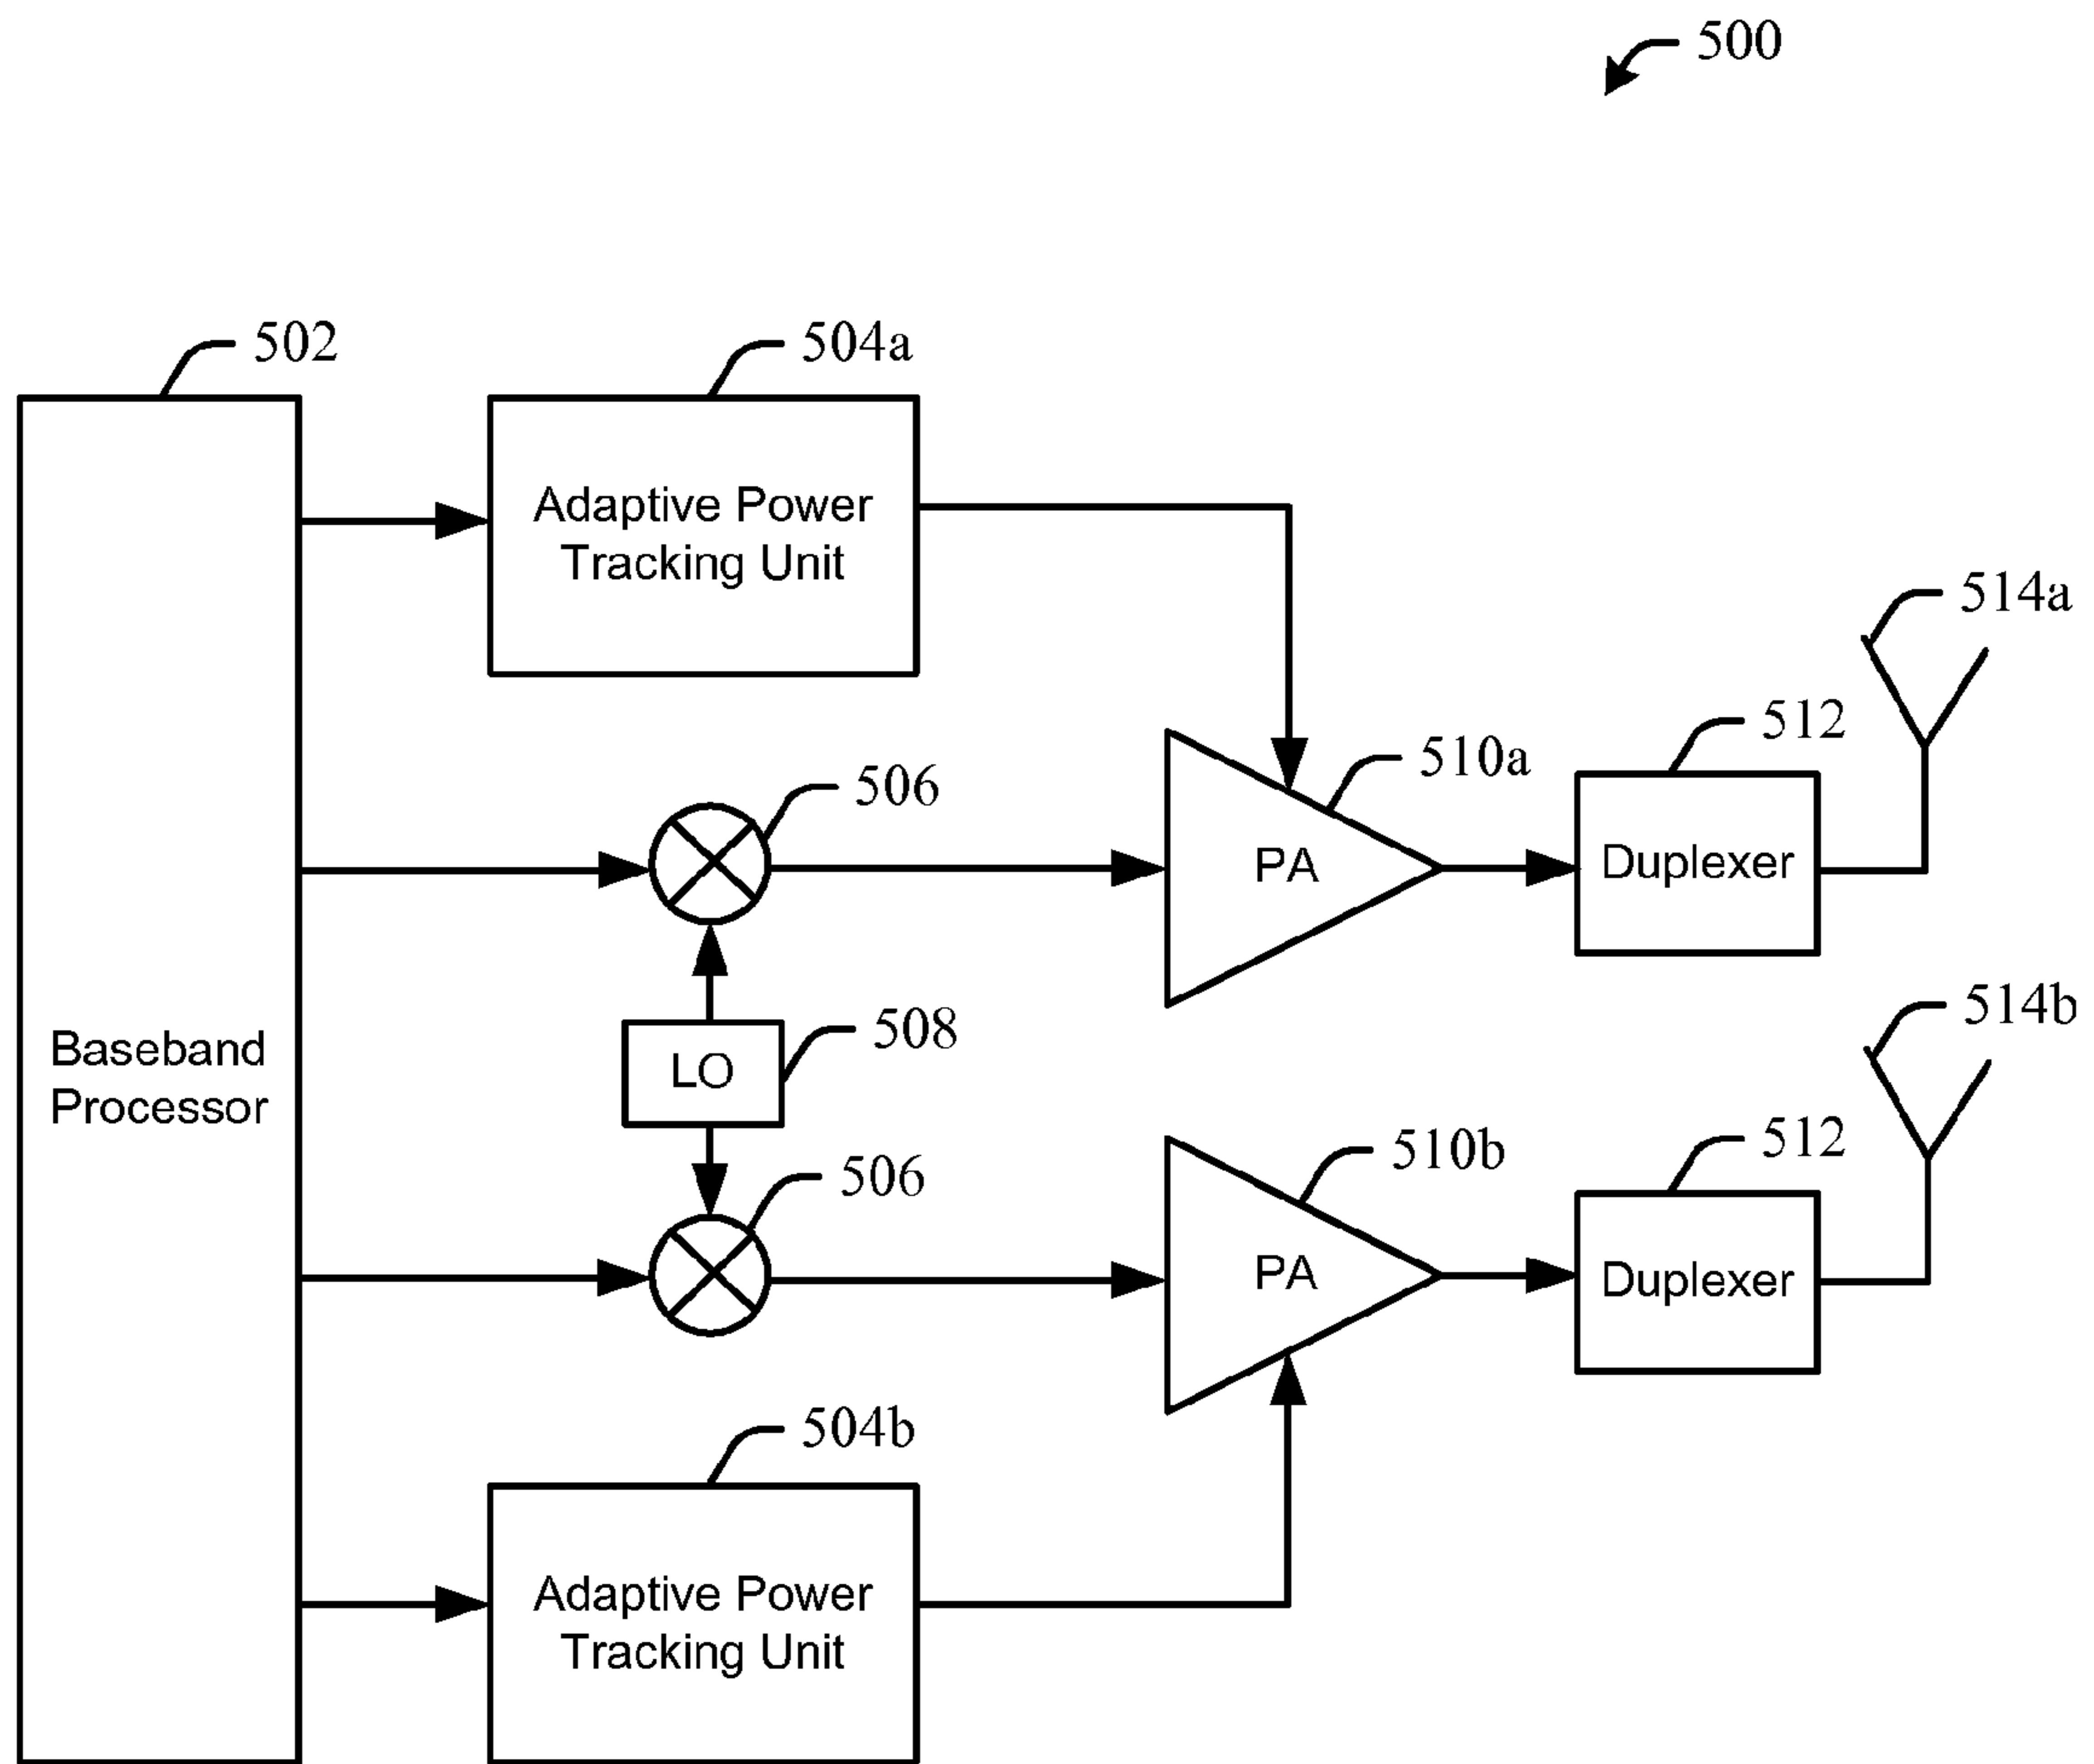 500
502
504a
Adaptive Power
Tracking Unit
514a
512
510a
506
PA
Duplexer
514b
508
LO
Baseband
Processor
512
510b
506
PA
Duplexer
504b
Adaptive Power
Tracking Unit